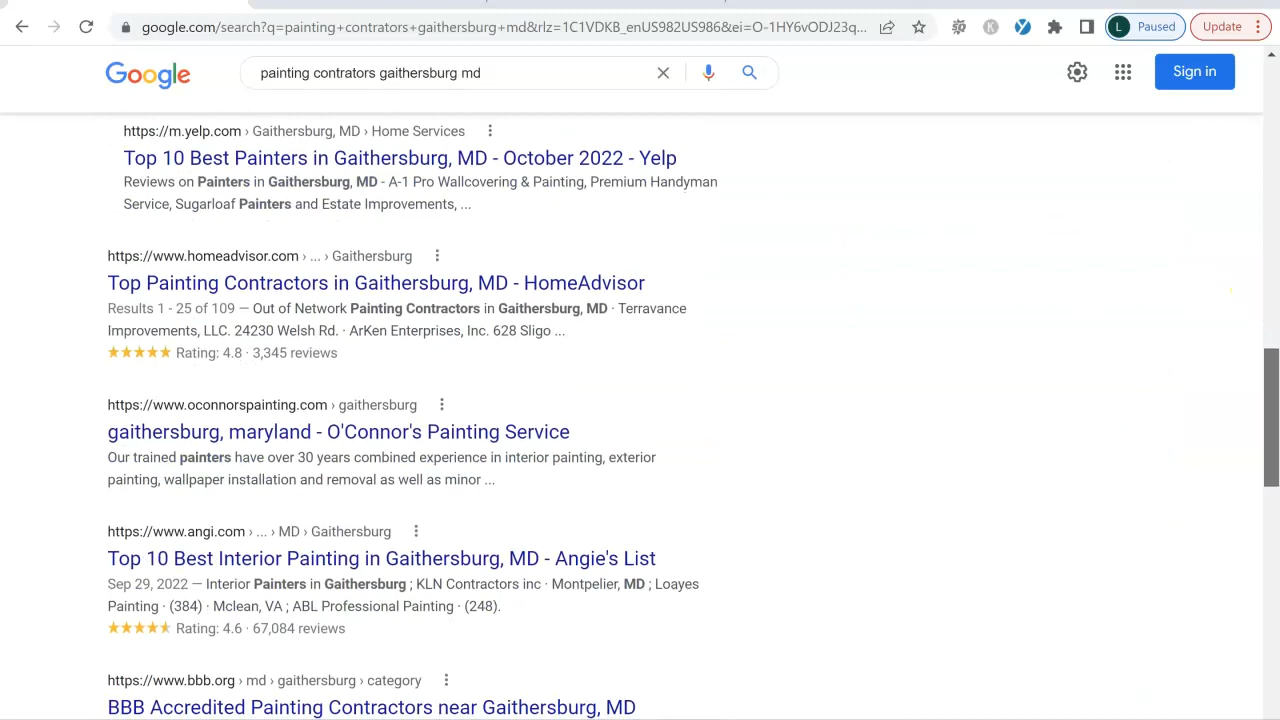 google.com/search?q=painting+contrators+gaithersburg+md&rlz=1C1VDKB_enUS982US986&ei=O-1HY6vODJ23q...
L Paused Update
Google painting contrators gaithersburg md Sign in
https://m.yelp.com › Gaithersburg, MD › Home Services
Top 10 Best Painters in Gaithersburg, MD - October 2022 - Yelp
Reviews on Painters in Gaithersburg, MD - A-1 Pro Wallcovering & Painting, Premium Handyman
Service, Sugarloaf Painters and Estate Improvements, ...
https://www.homeadvisor.com › ... › Gaithersburg
Top Painting Contractors in Gaithersburg, MD - HomeAdvisor
Results 1 - 25 of 109 — Out of Network Painting Contractors in Gaithersburg, MD · Terravance
Improvements, LLC. 24230 Welsh Rd. · ArKen Enterprises, Inc. 628 Sligo ...
Rating: 4.8 · 3,345 reviews
https://www.oconnorspainting.com › gaithersburg
gaithersburg, maryland - O'Connor's Painting Service
Our trained painters have over 30 years combined experience in interior painting, exterior
painting, wallpaper installation and removal as well as minor ...
https://www.angi.com › ... › MD › Gaithersburg
Top 10 Best Interior Painting in Gaithersburg, MD - Angie's List
Sep 29, 2022 — Interior Painters in Gaithersburg ; KLN Contractors inc · Montpelier, MD ; Loayes
Painting · (384) · Mclean, VA ; ABL Professional Painting · (248).
Rating: 4.6 · 67,084 reviews
https://www.bbb.org › md › gaithersburg › category
BBB Accredited Painting Contractors near Gaithersburg, MD